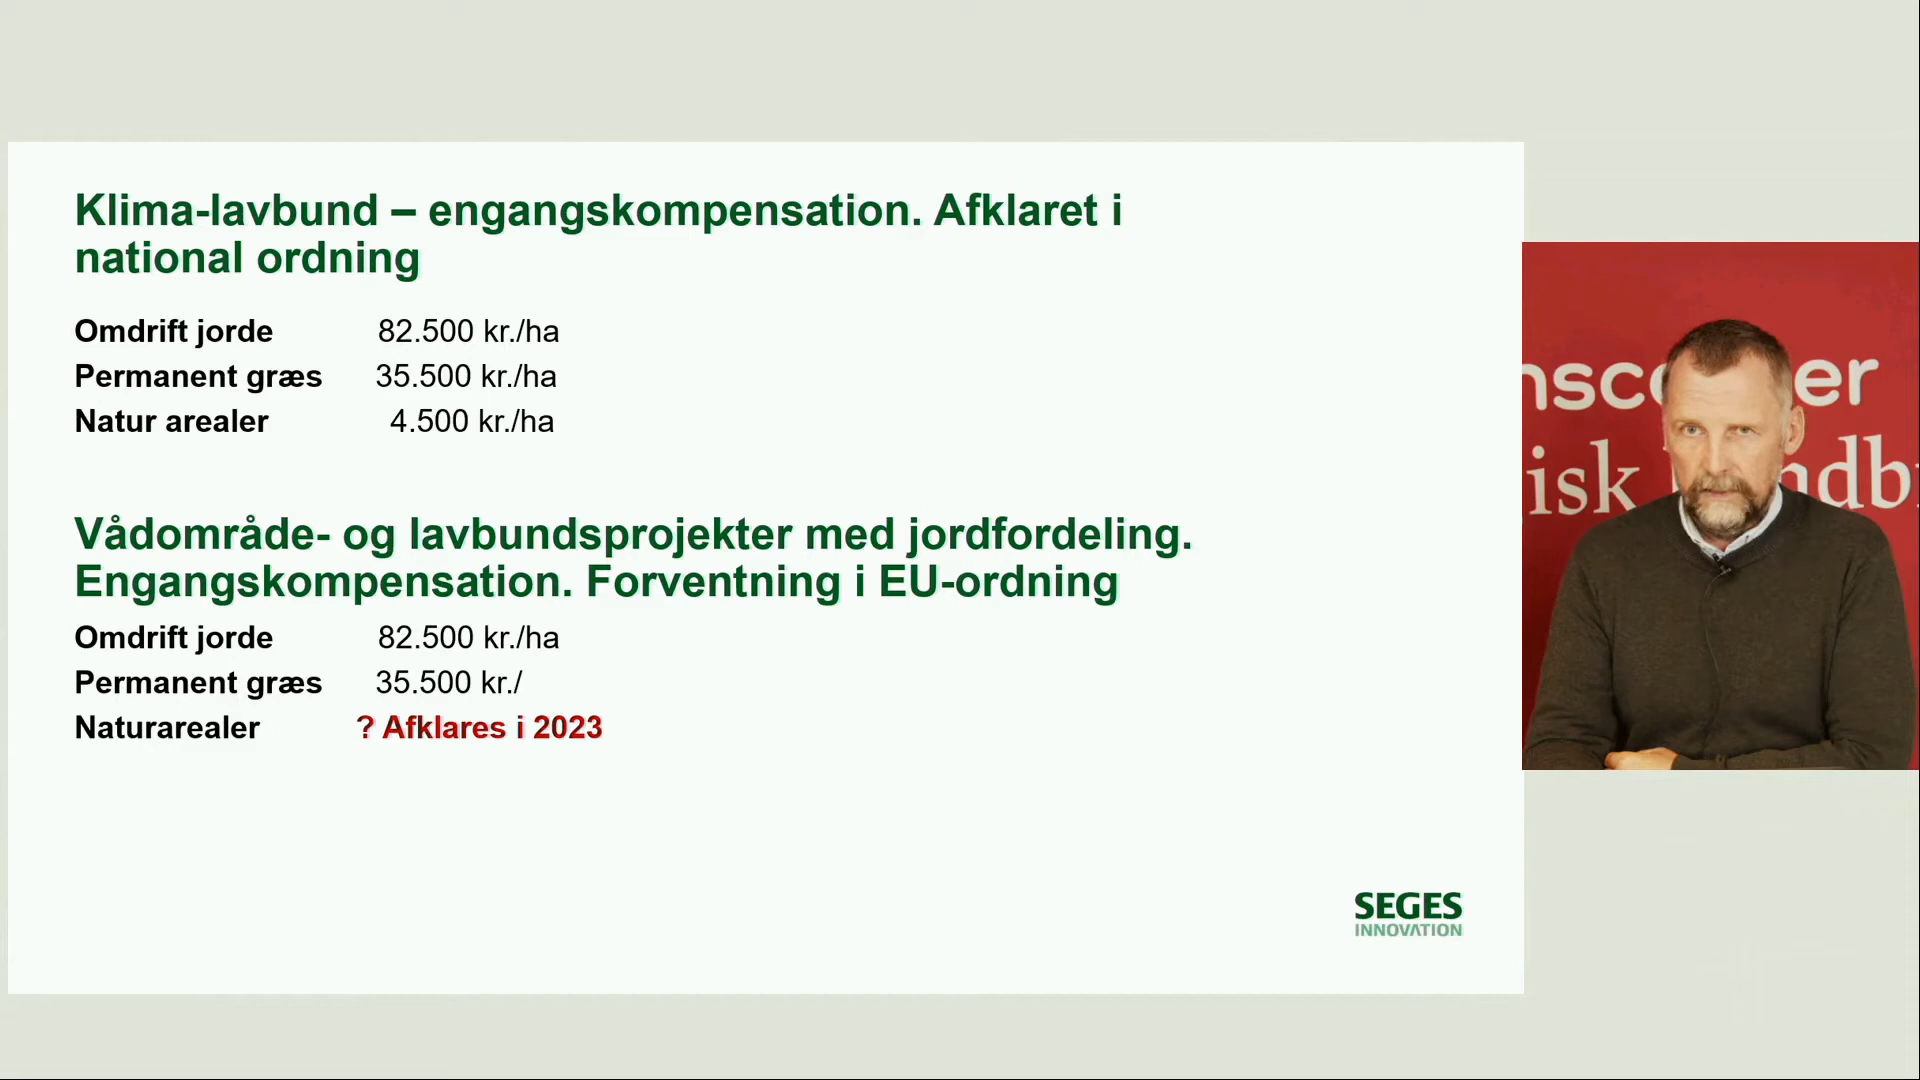 Klima-lavbund – engangskompensation. Afklaret i
national ordning
Omdrift jorde 82.500 kr./ha
Permanent græs 35.500 kr./ha
Natur arealer 4.500 kr./ha
Vådområde- og lavbundsprojekter med jordfordeling.
Engangskompensation. Forventning i EU-ordning
Omdrift jorde 82.500 kr./ha
Permanent græs 35.500 kr./
Naturarealer ? Afklares i 2023
SEGES
INNOVATION